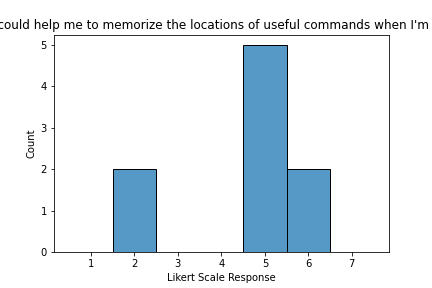 could help me to memorize the locations of useful commands when I'm
5
4
3
2
1
0
Count
1 2 3 4 5 6 7
Likert Scale Response